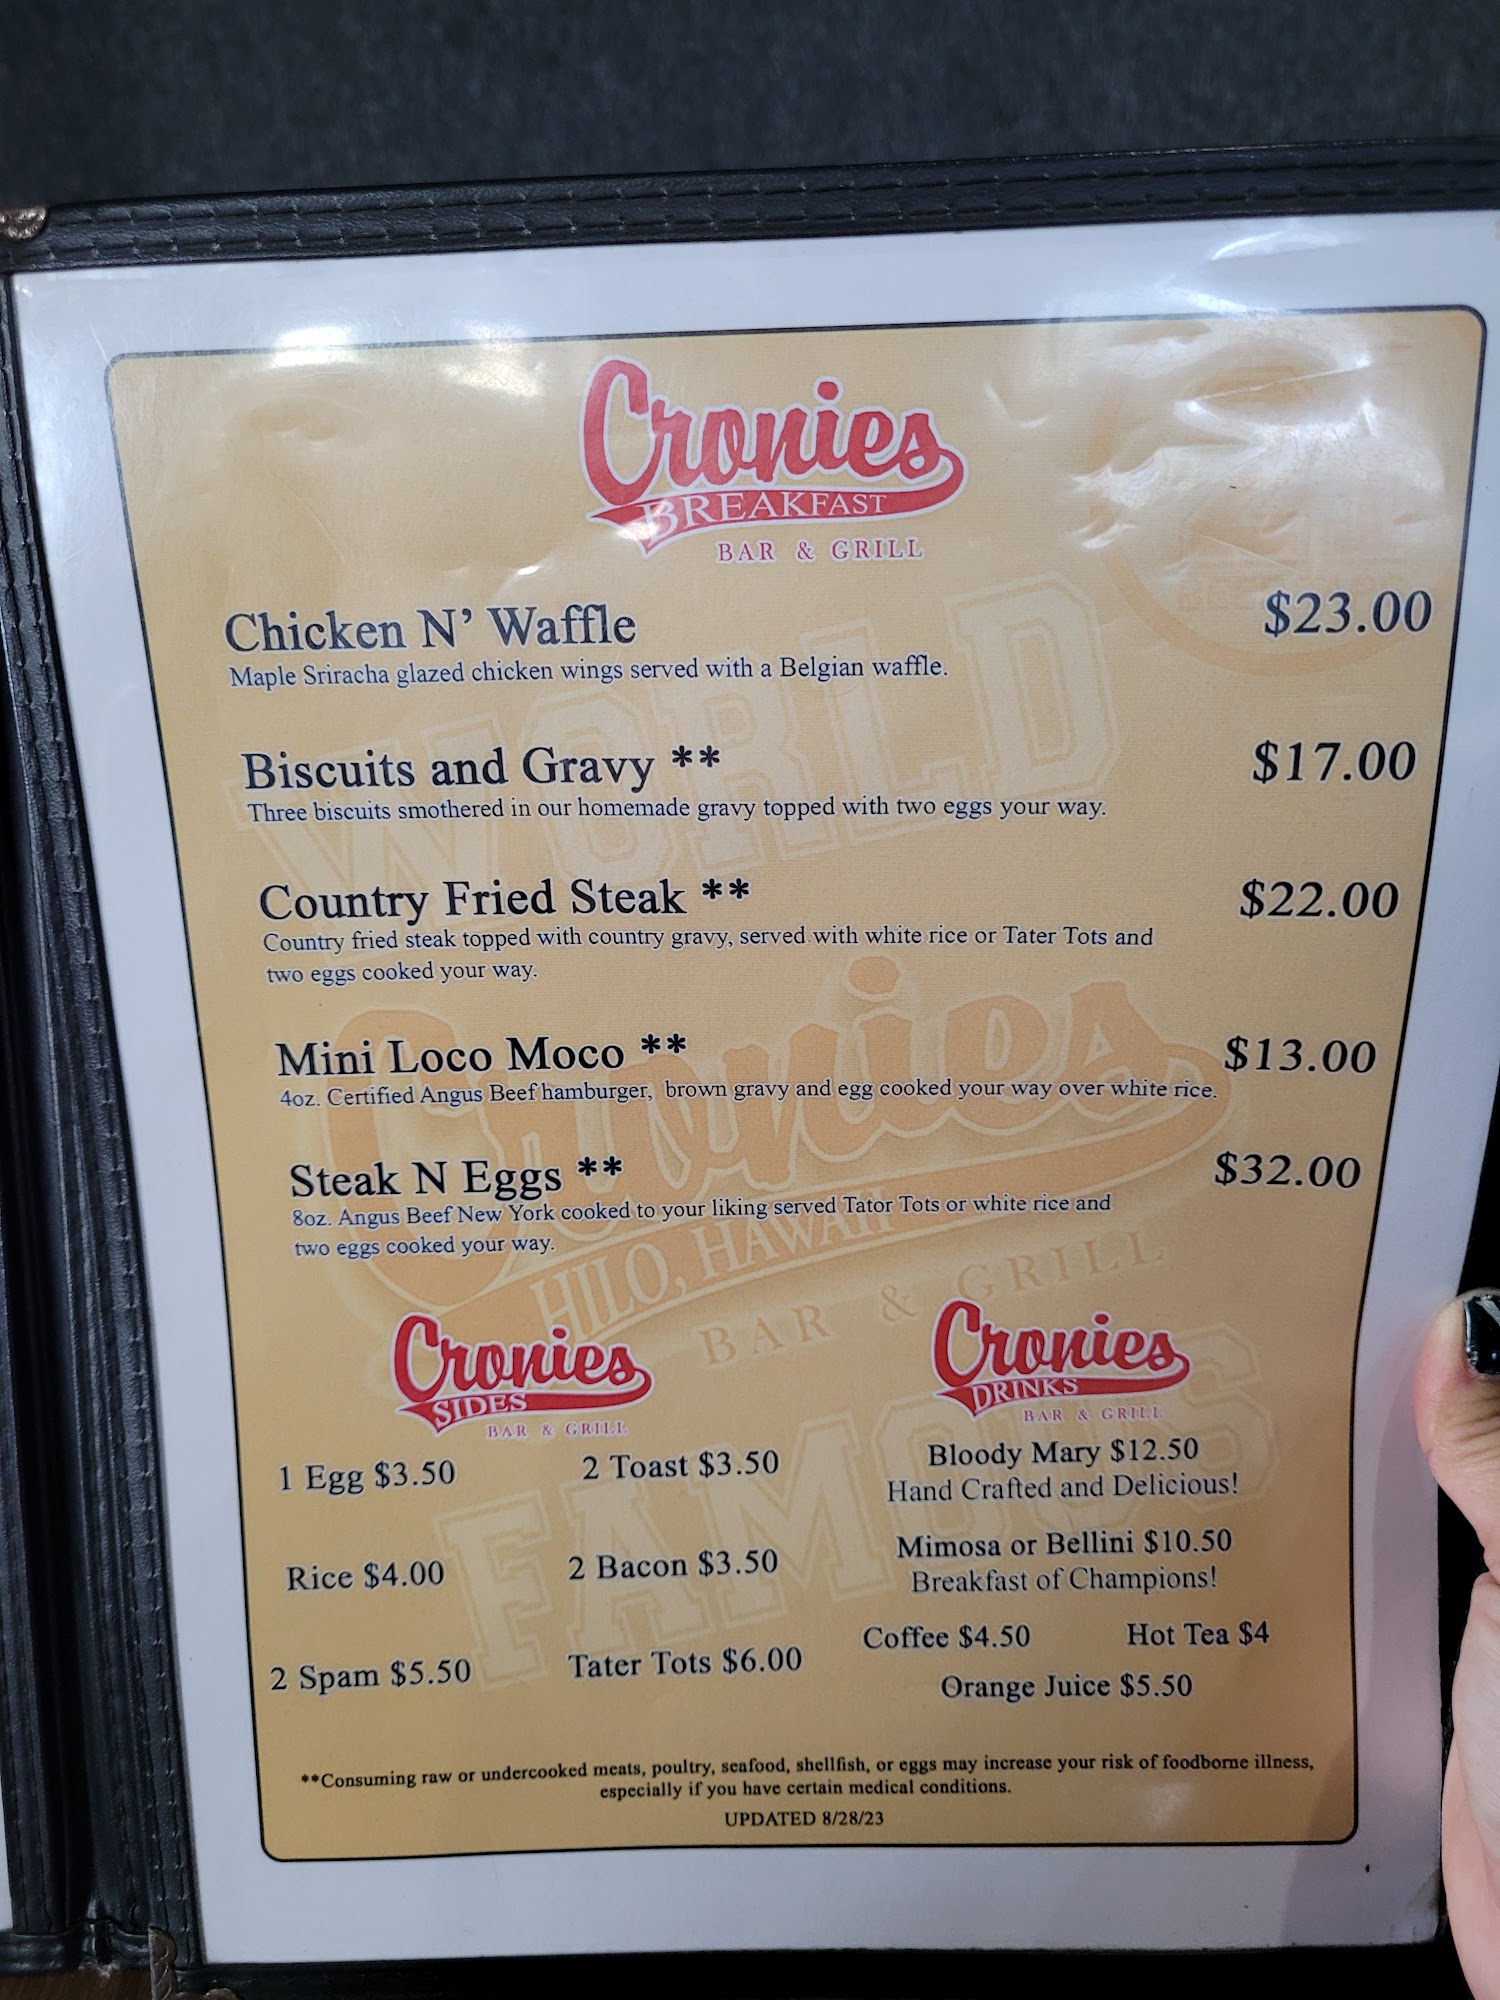 Cronies
BREAKFAST
BAR & GRILL
Chicken N' Waffle $23.00
Maple Sriracha glazed chicken wings served with a Belgian waffle.
Biscuits and Gravy ** $17.00
Three biscuits smothered in our homemade gravy topped with two eggs your way.
Country Fried Steak ** $22.00
Country fried steak topped with country gravy, served with white rice or Tater Tots and
two eggs cooked your way.
Mini Loco Moco ** $13.00
4oz. Certified Angus Beef hamburger, brown gravy and egg cooked your way over white rice.
Steak N Eggs ** $32.00
8oz. Angus Beef New York cooked to your liking served Tator Tots or white rice and
two eggs cooked your way.
WORLD
Cronies
HILO, HAWAII
BAR & GRILL
FAMOUS
Cronies
SIDES
BAR & GRILL
1 Egg $3.50 2 Toast $3.50
Rice $4.00 2 Bacon $3.50
2 Spam $5.50 Tater Tots $6.00
Cronies
DRINKS
BAR & GRILL
Bloody Mary $12.50
Hand Crafted and Delicious!
Mimosa or Bellini $10.50
Breakfast of Champions!
Coffee $4.50 Hot Tea $4
Orange Juice $5.50
**Consuming raw or undercooked meats, poultry, seafood, shellfish, or eggs may increase your risk of foodborne illness,
especially if you have certain medical conditions.
UPDATED 8/28/23